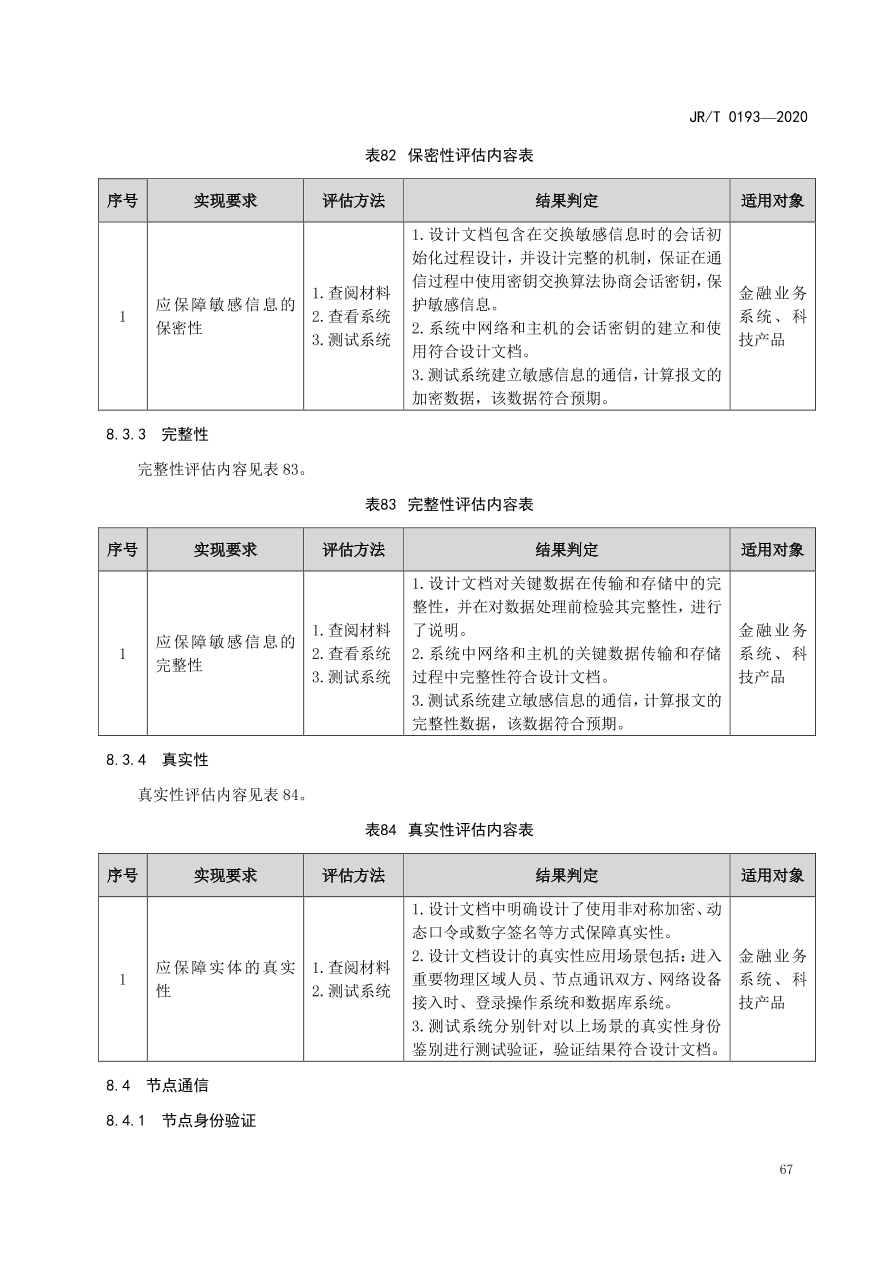 JR/T 0193—2020
表82 保密性评估内容表
序号 实现要求 评估方法 结果判定 适用对象
1
应保障敏感信息的
保密性
1.查阅材料
2.查看系统
3.测试系统
1.设计文档包含在交换敏感信息时的会话初
始化过程设计，并设计完整的机制，保证在通
信过程中使用密钥交换算法协商会话密钥，保
护敏感信息。
2.系统中网络和主机的会话密钥的建立和使
用符合设计文档。
3.测试系统建立敏感信息的通信，计算报文的
加密数据，该数据符合预期。
金融业务
系统、科
技产品
8.3.3 完整性
完整性评估内容见表 83。
表83 完整性评估内容表
序号 实现要求 评估方法 结果判定 适用对象
1
应保障敏感信息的
完整性
1.查阅材料
2.查看系统
3.测试系统
1.设计文档对关键数据在传输和存储中的完
整性，并在对数据处理前检验其完整性，进行
了说明。
2.系统中网络和主机的关键数据传输和存储
过程中完整性符合设计文档。
3.测试系统建立敏感信息的通信，计算报文的
完整性数据，该数据符合预期。
金融业务
系统、科
技产品
8.3.4 真实性
真实性评估内容见表 84。
表84 真实性评估内容表
序号 实现要求 评估方法 结果判定 适用对象
1
应保障实体的真实
性
1.查阅材料
2.测试系统
1.设计文档中明确设计了使用非对称加密、动
态口令或数字签名等方式保障真实性。
2.设计文档设计的真实性应用场景包括：进入
重要物理区域人员、节点通讯双方、网络设备
接入时、登录操作系统和数据库系统。
3.测试系统分别针对以上场景的真实性身份
鉴别进行测试验证，验证结果符合设计文档。
金融业务
系统、科
技产品
8.4 节点通信
8.4.1 节点身份验证
67